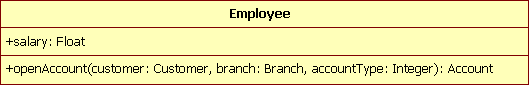 Employee
+salary: Float
+openAccount(customer: Customer, branch: Branch, accountType: Integer): Account